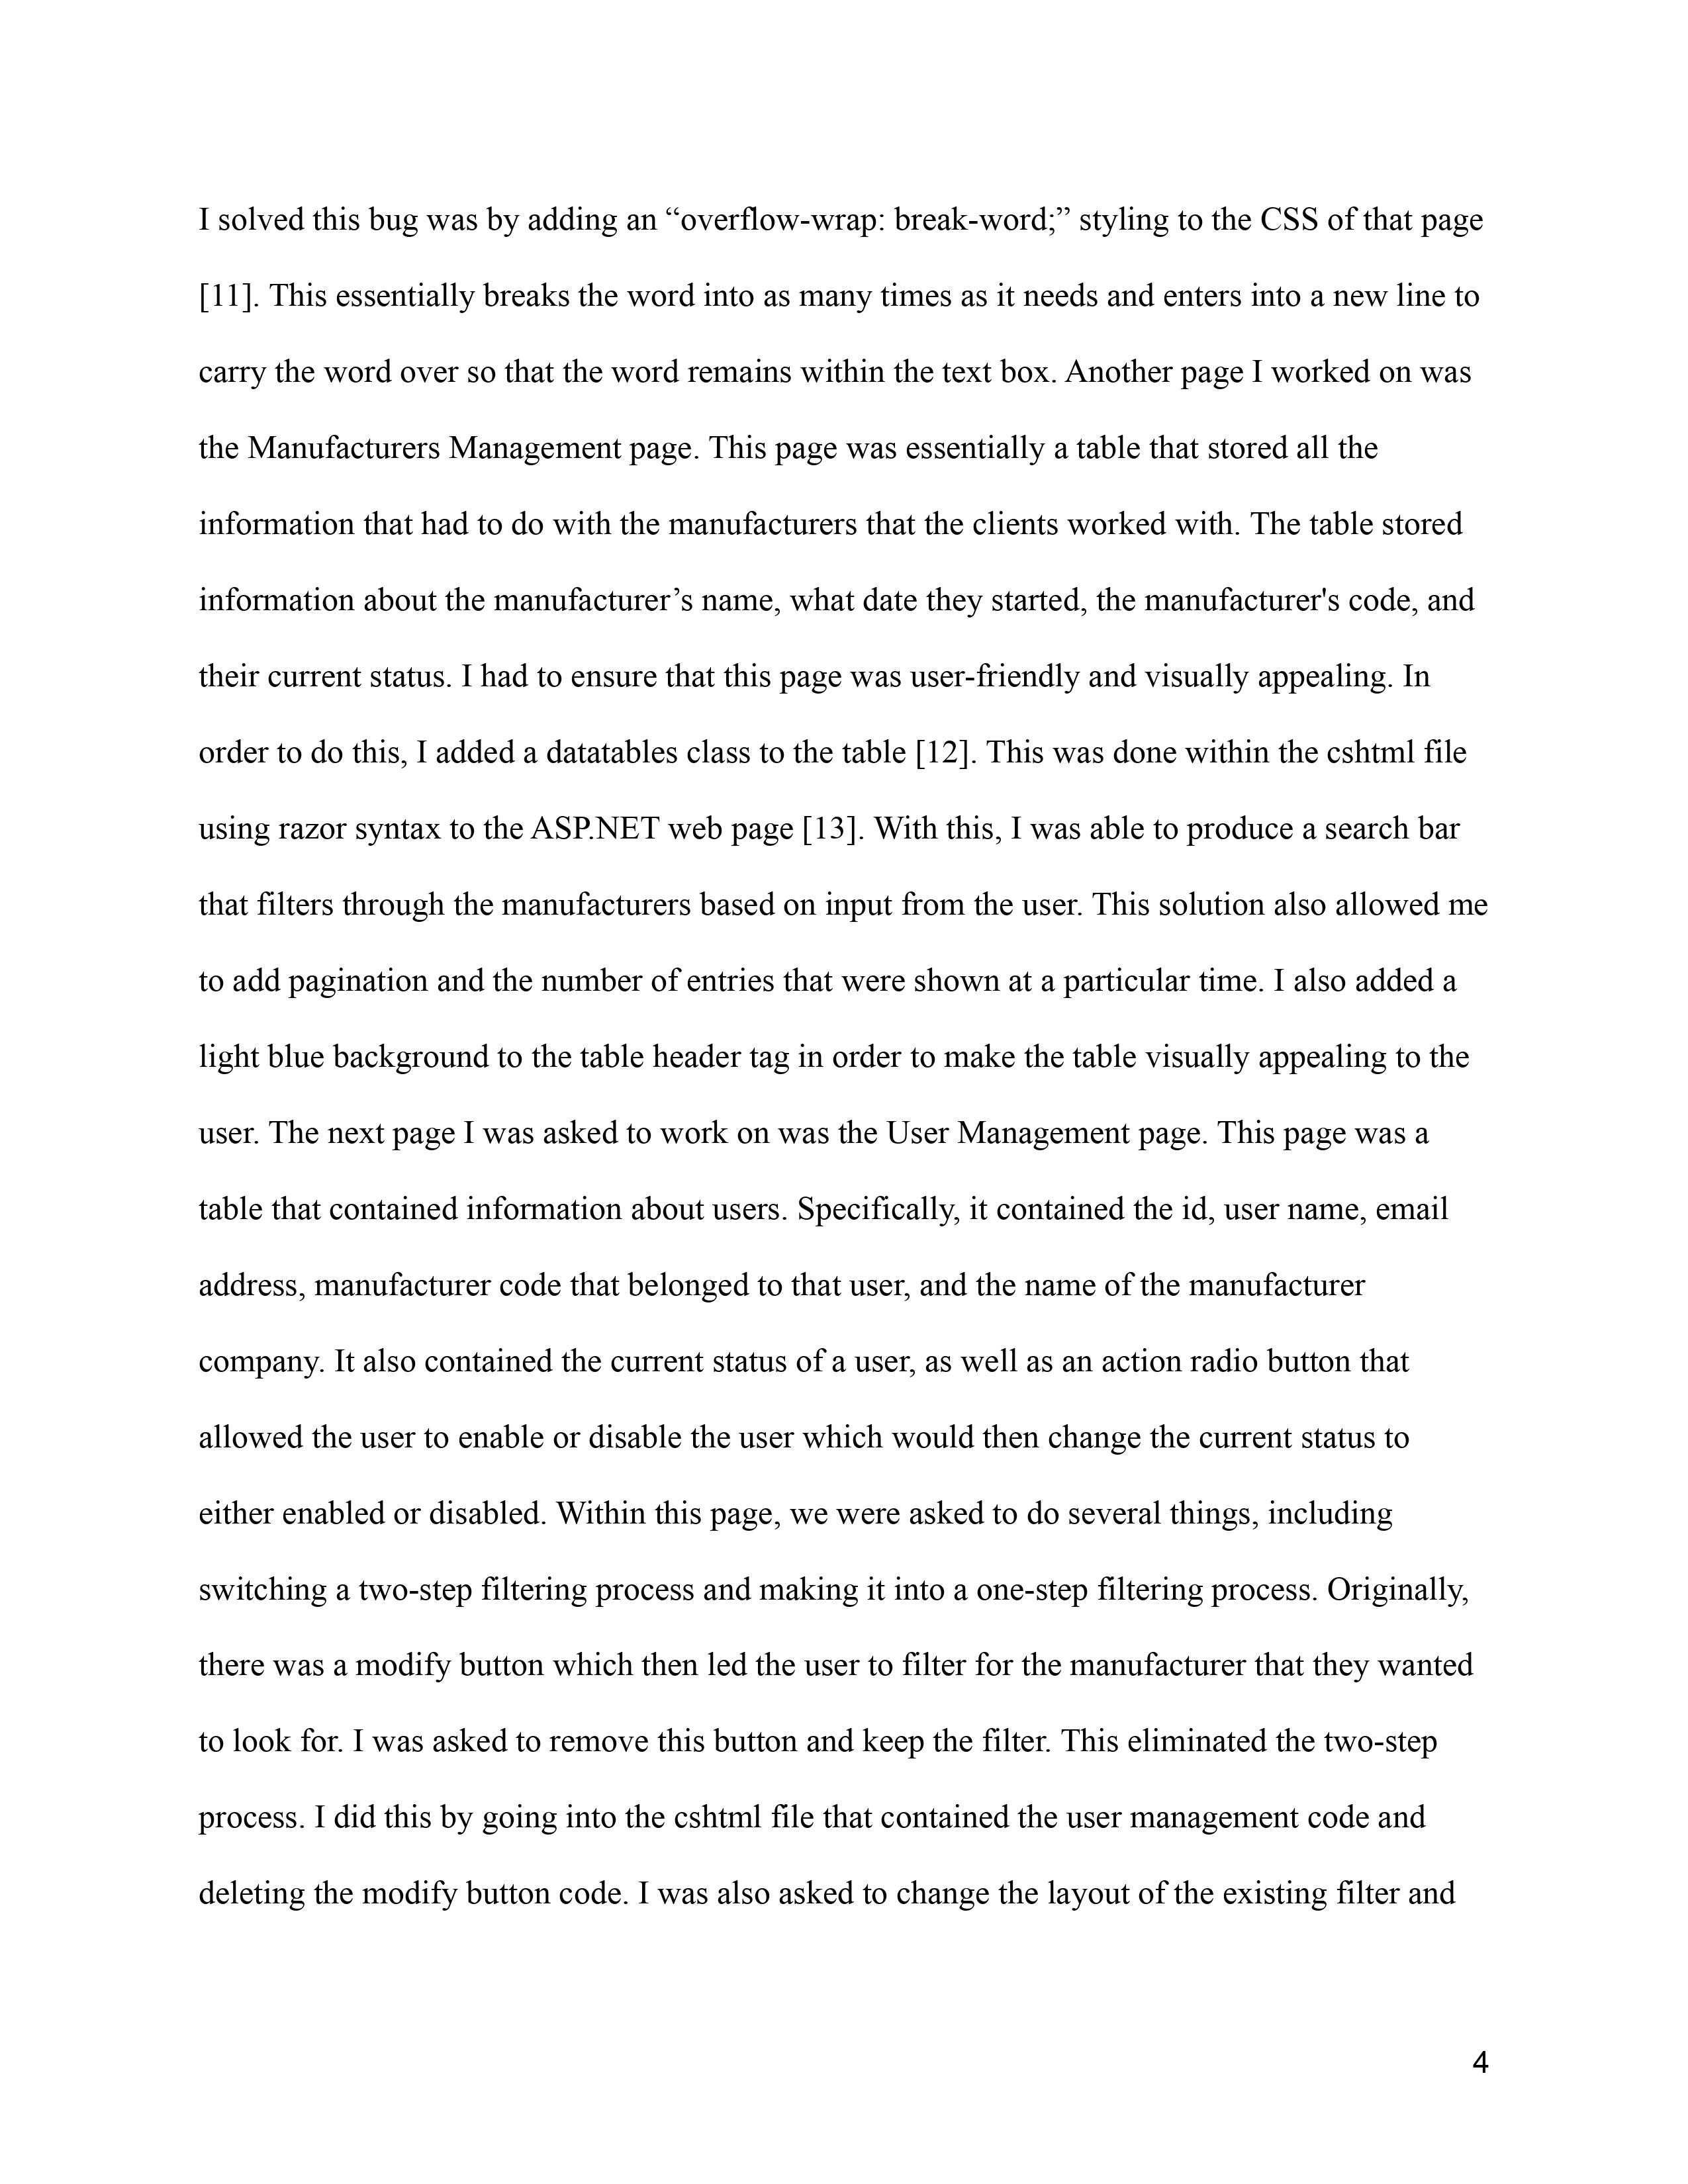 I solved this bug was by adding an “overflow-wrap: break-word;” styling to the CSS of that page
[11]. This essentially breaks the word into as many times as it needs and enters into a new line to
carry the word over so that the word remains within the text box. Another page I worked on was
the Manufacturers Management page. This page was essentially a table that stored all the
information that had to do with the manufacturers that the clients worked with. The table stored
information about the manufacturer’s name, what date they started, the manufacturer's code, and
their current status. I had to ensure that this page was user-friendly and visually appealing. In
order to do this, I added a datatables class to the table [12]. This was done within the cshtml file
using razor syntax to the ASP.NET web page [13]. With this, I was able to produce a search bar
that filters through the manufacturers based on input from the user. This solution also allowed me
to add pagination and the number of entries that were shown at a particular time. I also added a
light blue background to the table header tag in order to make the table visually appealing to the
user. The next page I was asked to work on was the User Management page. This page was a
table that contained information about users. Specifically, it contained the id, user name, email
address, manufacturer code that belonged to that user, and the name of the manufacturer
company. It also contained the current status of a user, as well as an action radio button that
allowed the user to enable or disable the user which would then change the current status to
either enabled or disabled. Within this page, we were asked to do several things, including
switching a two-step filtering process and making it into a one-step filtering process. Originally,
there was a modify button which then led the user to filter for the manufacturer that they wanted
to look for. I was asked to remove this button and keep the filter. This eliminated the two-step
process. I did this by going into the cshtml file that contained the user management code and
deleting the modify button code. I was also asked to change the layout of the existing filter and
4